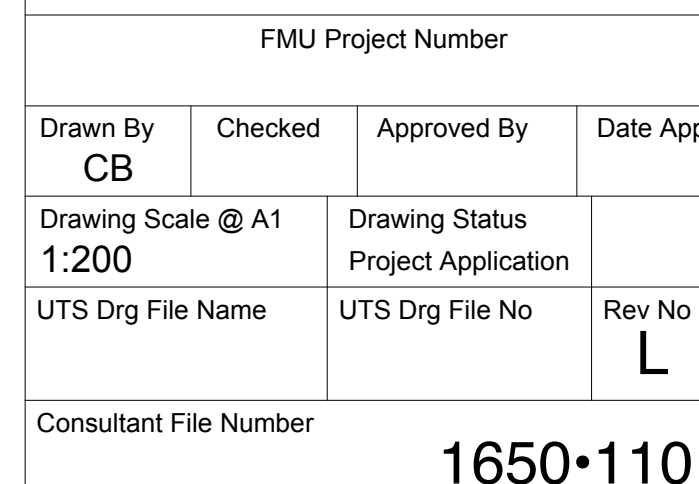 FMU Project Number
Drawn By Checked Approved By Date App
CB
Drawing Scale @ A1 Drawing Status
1:200 Project Application
UTS Drg File Name UTS Drg File No Rev No
L
Consultant File Number
1650•110